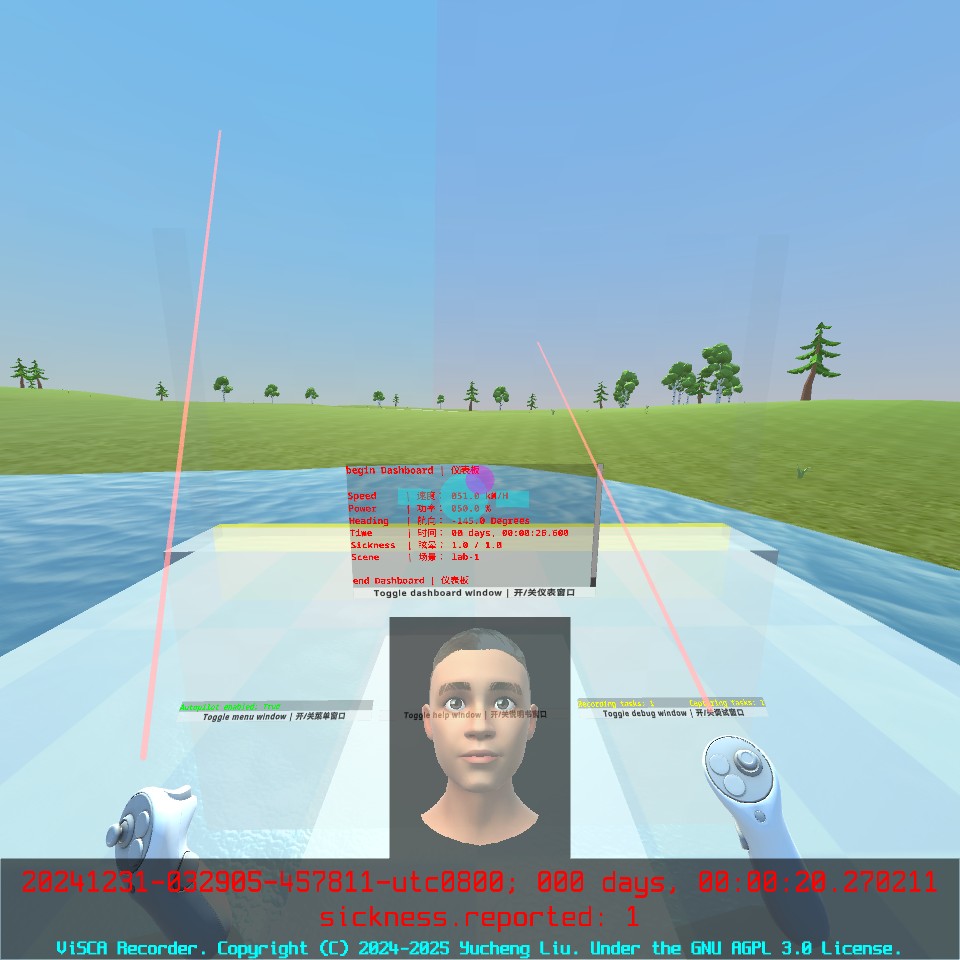 begin Dashboard | 仪表板
Speed | 速度: 051.0 kM/H
Power | 功率: 060.0 %
Heading | 航向: -145.0 Degrees
Time | 时间: 00 days, 00:00:26.600
Sickness | 眩晕: 1.0 / 1.0
Scene | 场景: lab-1
end Dashboard | 仪表板
Toggle dashboard window | 开/关仪表窗口
Autopilot enabled: True
Toggle menu window | 开/关菜单窗口
Toggle help window | 开/关说明书窗口
Recording tasks: 1 Capturing tasks: 1
Toggle debug window | 开/关调试窗口
20241231-032905-457811-utc0800; 000 days, 00:00:20.270211
sickness.reported: 1
ViSCA Recorder. Copyright (C) 2024-2025 Yucheng Liu. Under the GNU AGPL 3.0 License.